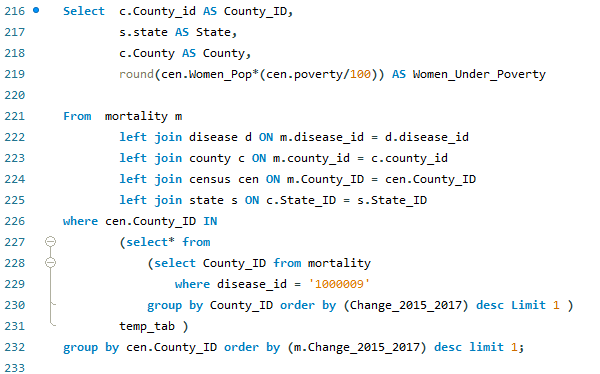 216 Select c.County_id AS County_ID,
217 s.state AS State,
218 c.County AS County,
219 round(cen.Women_Pop*(cen.poverty/100)) AS Women_Under_Poverty
220
221 From mortality m
222 left join disease d ON m.disease_id = d.disease_id
223 left join county c ON m.county_id = c.county_id
224 left join census cen ON m.County_ID = cen.County_ID
225 left join state s ON c.State_ID = s.State_ID
226 where cen.County_ID IN
227 (select* from
228 (select County_ID from mortality
229 where disease_id = '1000009'
230 group by County_ID order by (Change_2015_2017) desc Limit 1 )
231 temp_tab )
232 group by cen.County_ID order by (m.Change_2015_2017) desc limit 1;
233